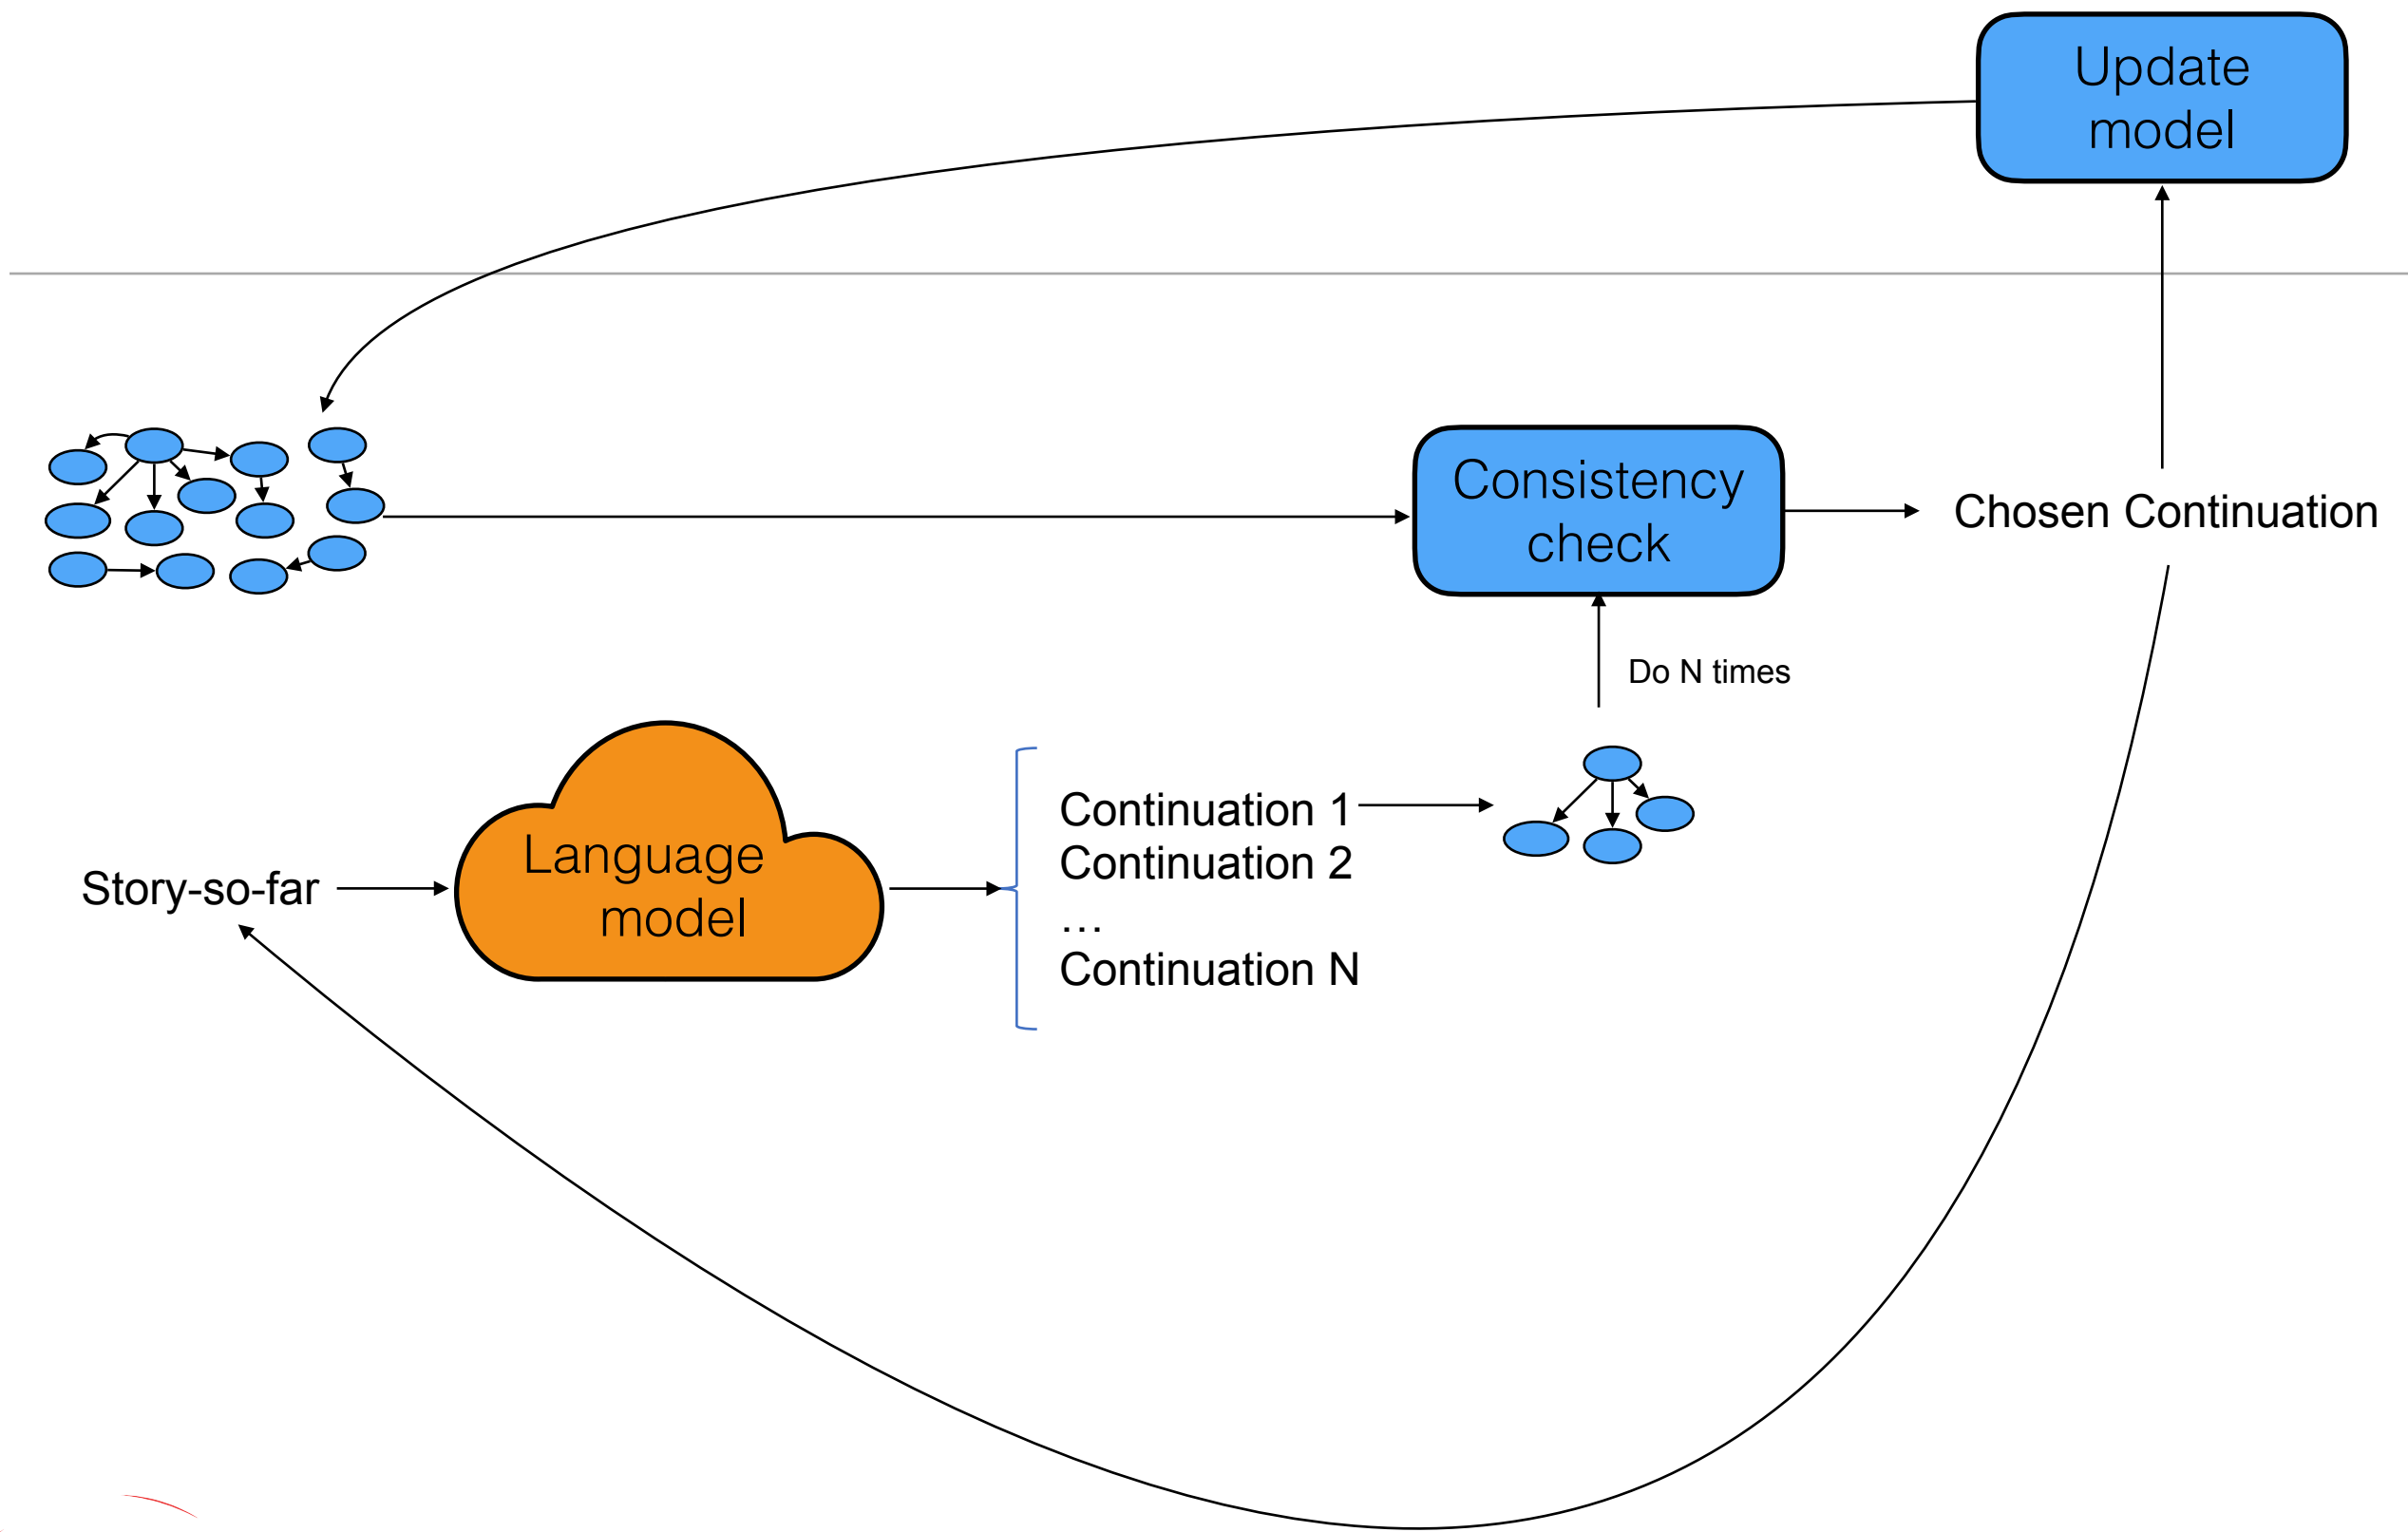 Update
model
Consistency
check
Chosen Continuation
Do N times
Story-so-far
Language
model
Continuation 1
Continuation 2
...
Continuation N